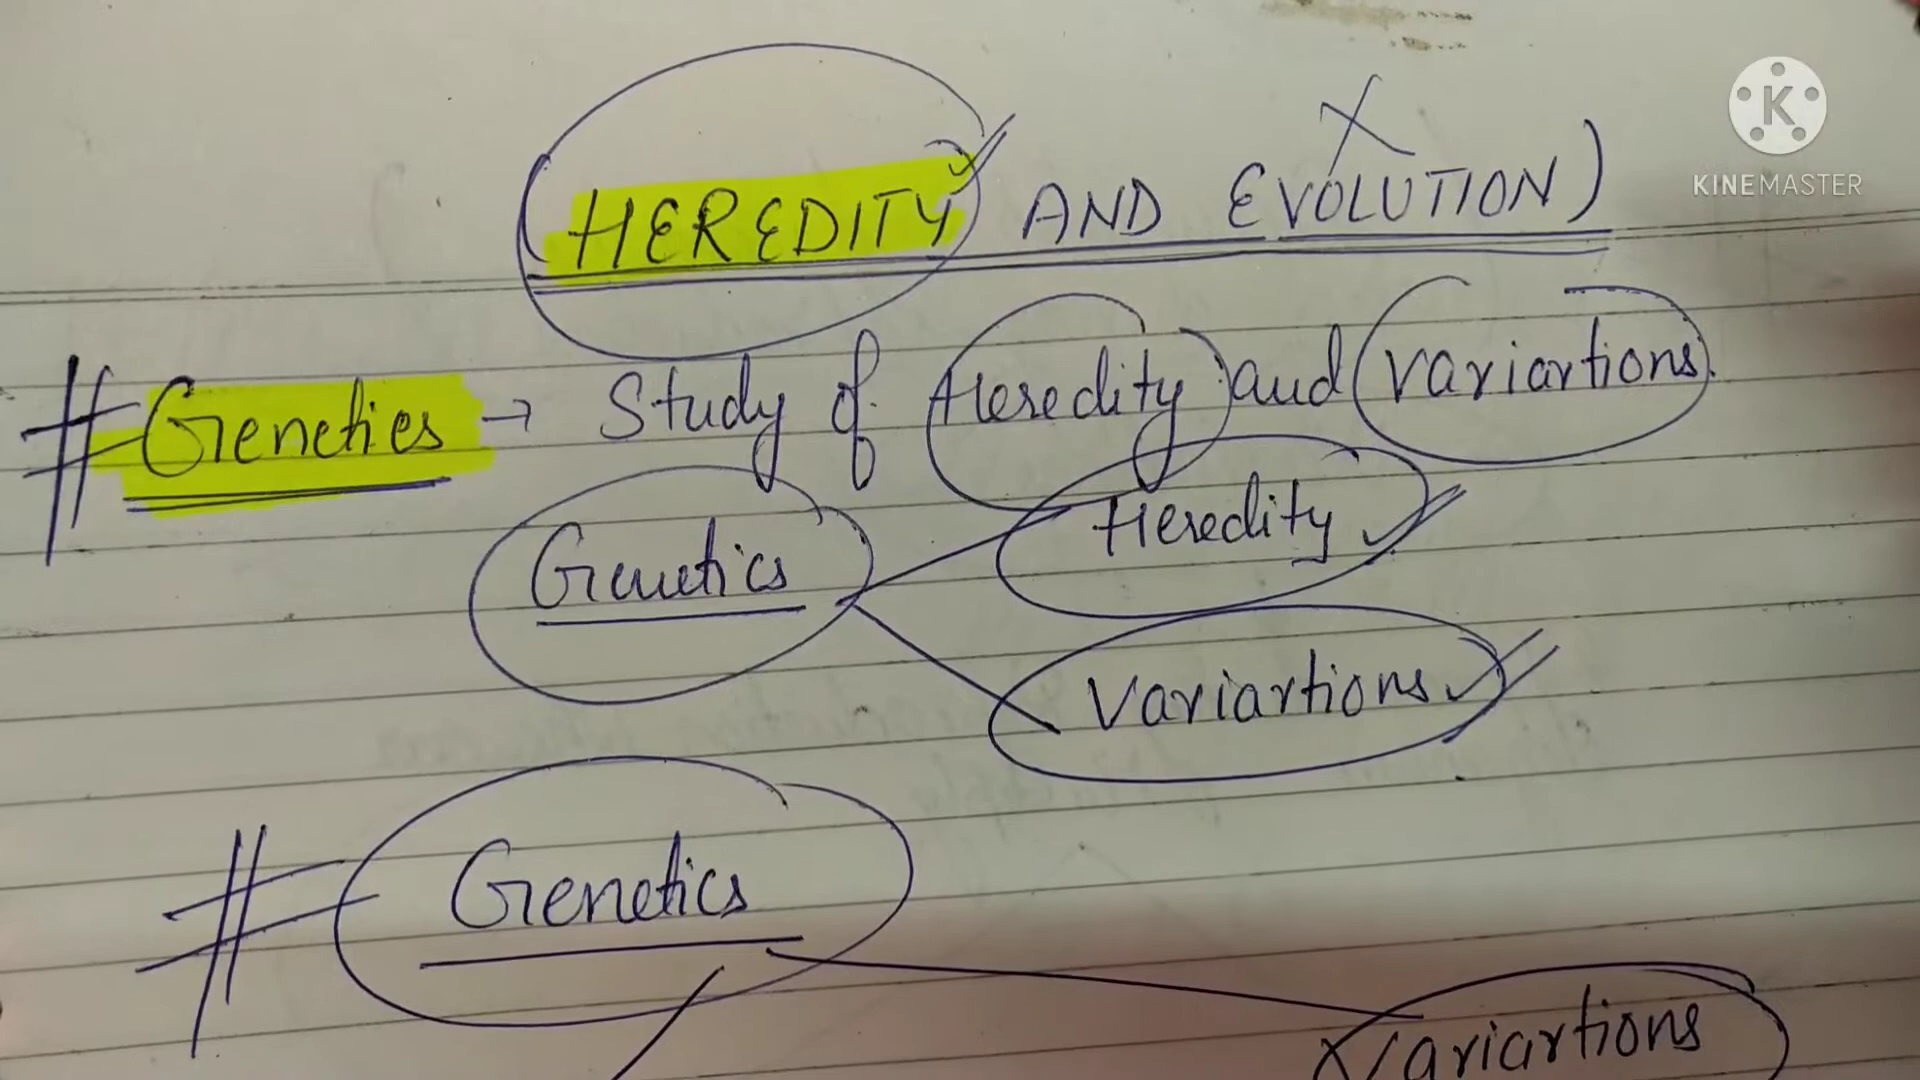 HEREDITY AND EVOLUTION)
K
KINEMASTER
# Genetics → Study of Heredity and variartions.
Genetics
Heredity
Variartions
# Genetics
Variartions